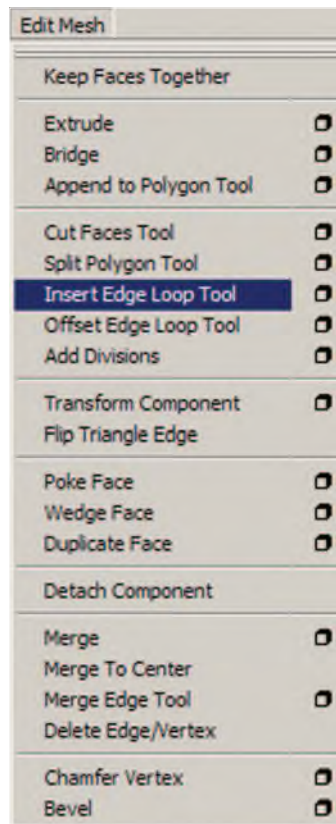 Edit Mesh
Keep Faces Together
Extrude
Bridge
Append to Polygon Tool
Cut Faces Tool
Split Polygon Tool
Insert Edge Loop Tool
Offset Edge Loop Tool
Add Divisions
Transform Component
Flip Triangle Edge
Poke Face
Wedge Face
Duplicate Face
Detach Component
Merge
Merge To Center
Merge Edge Tool
Delete Edge/Vertex
Chamfer Vertex
Bevel